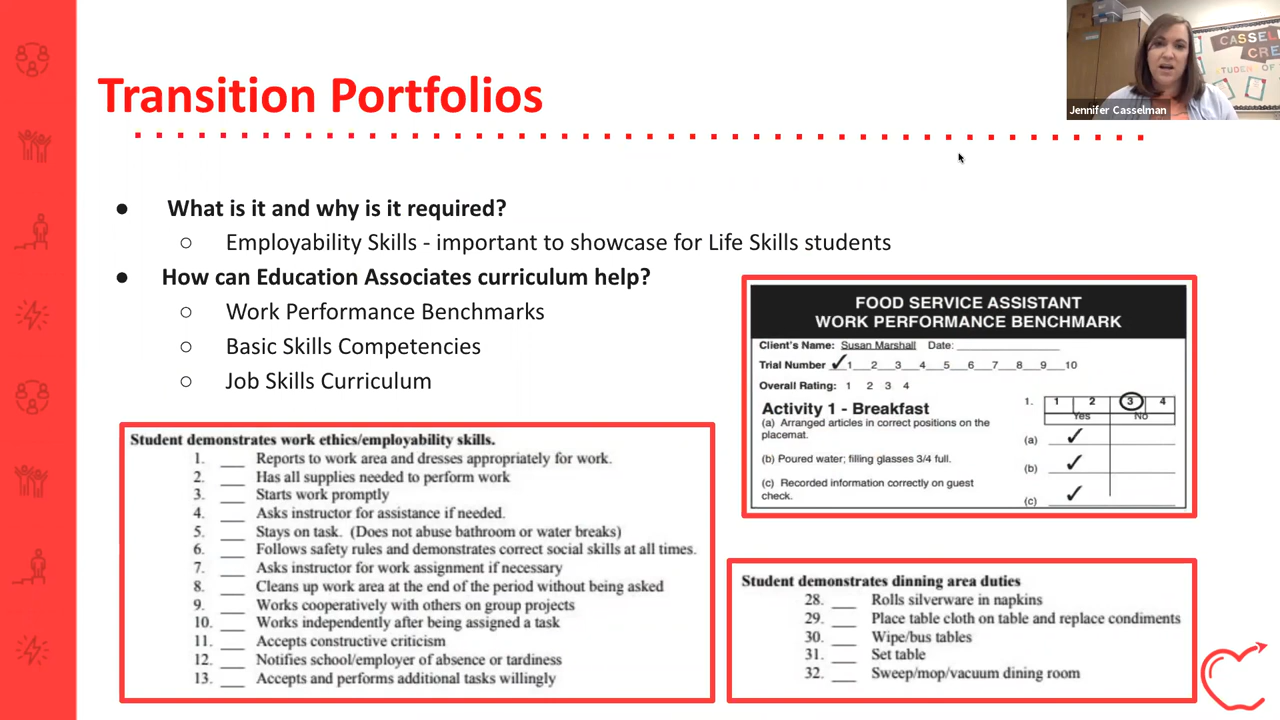 CASSEL
CRE
STUDEN OF
Jennifer Casselman
Transition Portfolios
● What is it and why is it required?
○ Employability Skills - important to showcase for Life Skills students
● How can Education Associates curriculum help?
○ Work Performance Benchmarks
○ Basic Skills Competencies
○ Job Skills Curriculum
FOOD SERVICE ASSISTANT
WORK PERFORMANCE BENCHMARK
Client's Name: Susan Marshall Date: ____
Trial Number ✓1__2__3__4__5__6__7__8__9__10
Overall Rating: 1 2 3 4
Activity 1 - Breakfast
1. 1 2 3 4
Yes No
(a) Arranged articles in correct positions on the
placemat.
(a) ✓
(b) Poured water; filling glasses 3/4 full.
(b) ✓
(c) Recorded information correctly on guest
check.
(c) ✓
Student demonstrates work ethics/employability skills.
1. ___ Reports to work area and dresses appropriately for work.
2. ___ Has all supplies needed to perform work
3. ___ Starts work promptly
4. ___ Asks instructor for assistance if needed.
5. ___ Stays on task. (Does not abuse bathroom or water breaks)
6. ___ Follows safety rules and demonstrates correct social skills at all times.
7. ___ Asks instructor for work assignment if necessary
8. ___ Cleans up work area at the end of the period without being asked
9. ___ Works cooperatively with others on group projects
10. ___ Works independently after being assigned a task
11. ___ Accepts constructive criticism
12. ___ Notifies school/employer of absence or tardiness
13. ___ Accepts and performs additional tasks willingly
Student demonstrates dinning area duties
28. ___ Rolls silverware in napkins
29. ___ Place table cloth on table and replace condiments
30. ___ Wipe/bus tables
31. ___ Set table
32. ___ Sweep/mop/vacuum dining room